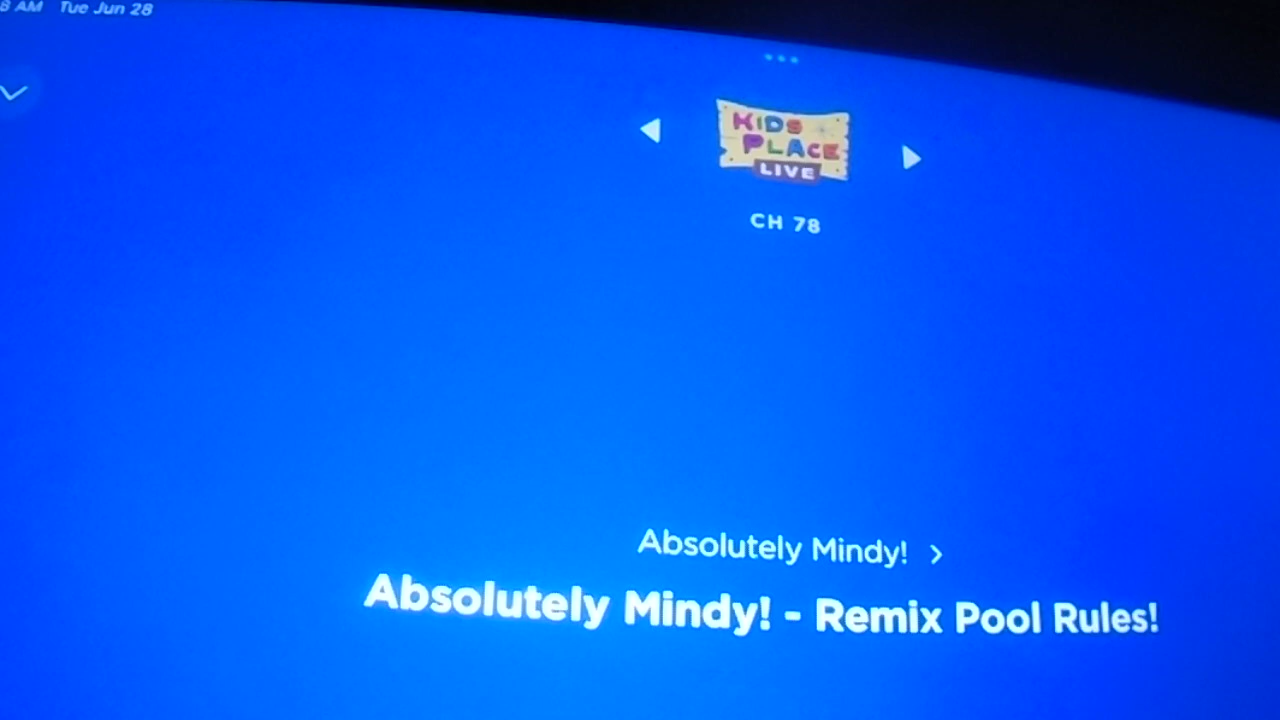 8 AM Tue Jun 28
KIDS
PLACE
LIVE
CH 78
Absolutely Mindy! >
Absolutely Mindy! - Remix Pool Rules!